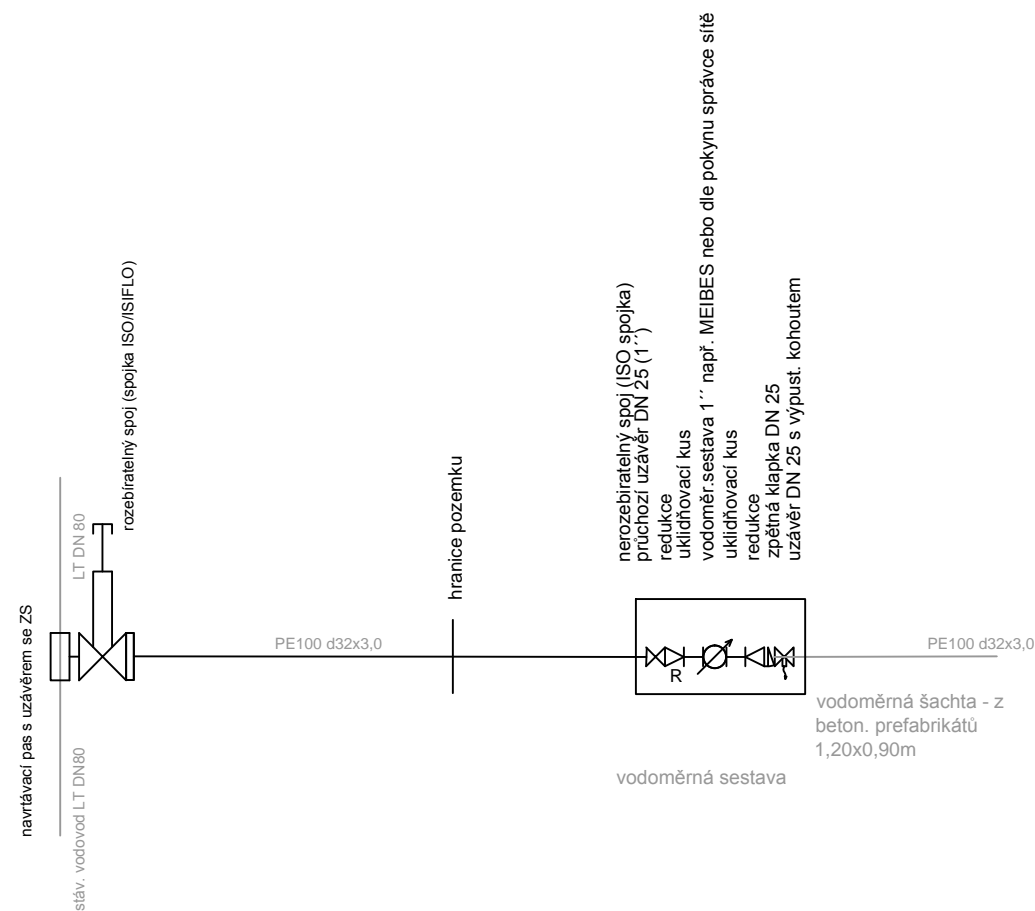 navrtávací pas s uzávěrem se ZS
stáv. vodovod LT DN80
LT DN 80
rozebíratelný spoj (spojka ISO/ISIFLO)
PE100 d32x3,0
hranice pozemku
nerozebiratelný spoj (ISO spojka)
průchozí uzávěr DN 25 (1´´)
redukce
uklidňovací kus
vodoměr.sestava 1´´ např. MEIBES nebo dle pokynu správce sítě
uklidňovací kus
redukce
zpětná klapka DN 25
uzávěr DN 25 s výpust. kohoutem
R
PE100 d32x3,0
vodoměrná šachta - z
beton. prefabrikátů
1,20x0,90m
vodoměrná sestava